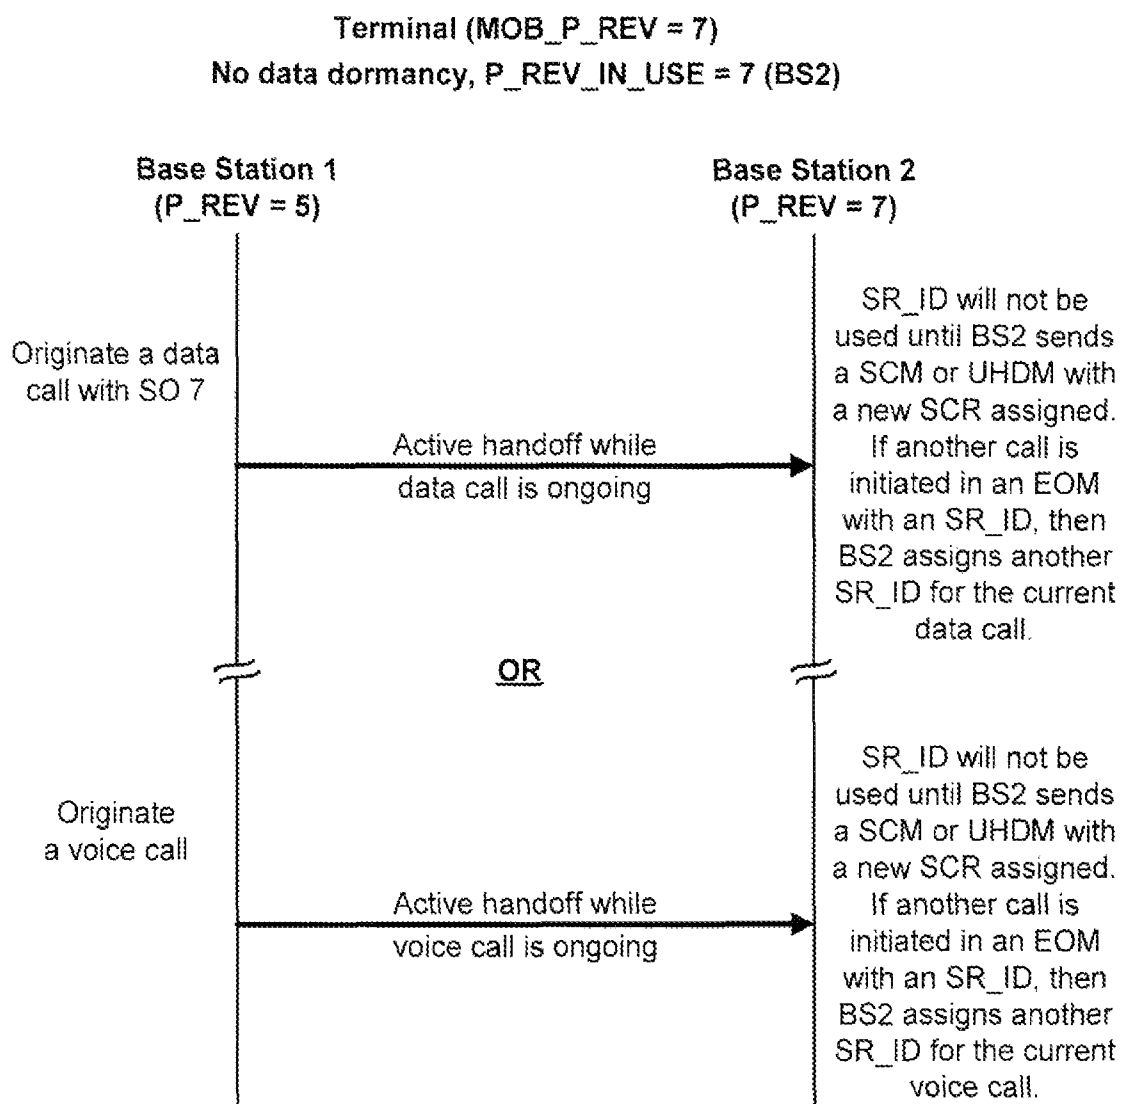 Terminal (MOB_P_REV = 7)
No data dormancy, P_REV_IN_USE = 7 (BS2)
Base Station 1
(P_REV = 5)
Base Station 2
(P_REV = 7)
Originate a data
call with SO 7
Active handoff while
data call is ongoing
SR_ID will not be
used until BS2 sends
a SCM or UHDM with
a new SCR assigned.
If another call is
initiated in an EOM
with an SR_ID, then
BS2 assigns another
SR_ID for the current
data call.
OR
Originate
a voice call
Active handoff while
voice call is ongoing
SR_ID will not be
used until BS2 sends
a SCM or UHDM with
a new SCR assigned.
If another call is
initiated in an EOM
with an SR_ID, then
BS2 assigns another
SR_ID for the current
voice call.